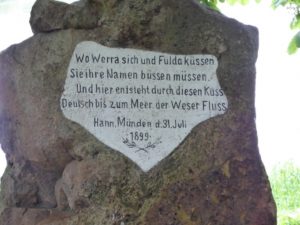 Wo Werra sich und Fulda küssen
Sie ihre Namen büssen müssen.
Und hier entsteht durch diesen Kuss
Deutsch bis zum Meer der Weser Fluss
Hann. Münden d. 31. Juli
1899.